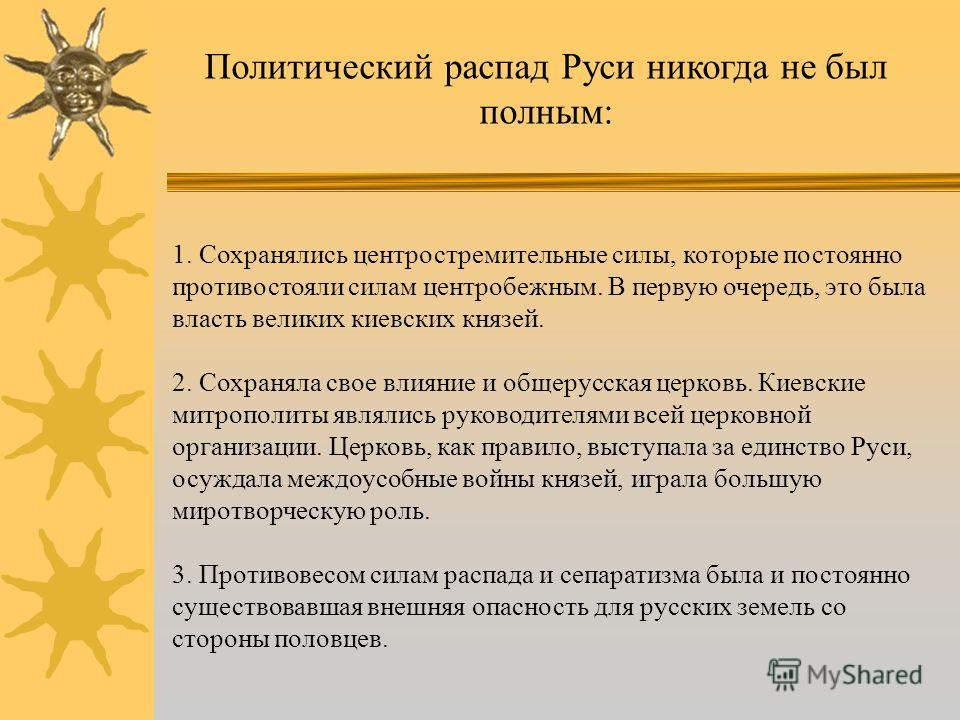 Политический распад Руси никогда не был
полным:
1. Сохранялись центростремительные силы, которые постоянно
противостояли силам центробежным. В первую очередь, это была
власть великих киевских князей.
2. Сохраняла свое влияние и общерусская церковь. Киевские
митрополиты являлись руководителями всей церковной
организации. Церковь, как правило, выступала за единство Руси,
осуждала междоусобные войны князей, играла большую
миротворческую роль.
3. Противовесом силам распада и сепаратизма была и постоянно
существовавшая внешняя опасность для русских земель со
стороны половцев.
MyShared